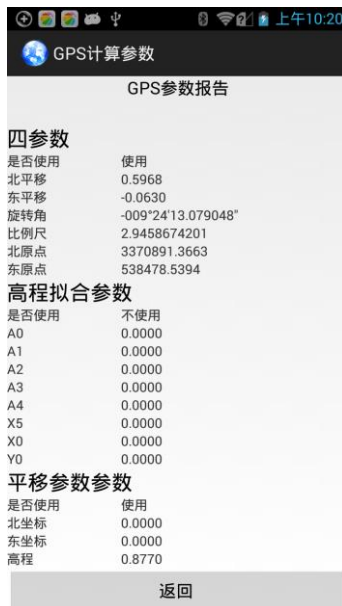 上午10:20
GPS计算参数
GPS参数报告
四参数
是否使用 使用
北平移 0.5968
东平移 -0.0630
旋转角 -009°24'13.079048"
比例尺 2.9458674201
北原点 3370891.3663
东原点 538478.5394
高程拟合参数
是否使用 不使用
A0 0.0000
A1 0.0000
A2 0.0000
A3 0.0000
A4 0.0000
X5 0.0000
X0 0.0000
Y0 0.0000
平移参数参数
是否使用 使用
北坐标 0.0000
东坐标 0.0000
高程 0.8770
返回